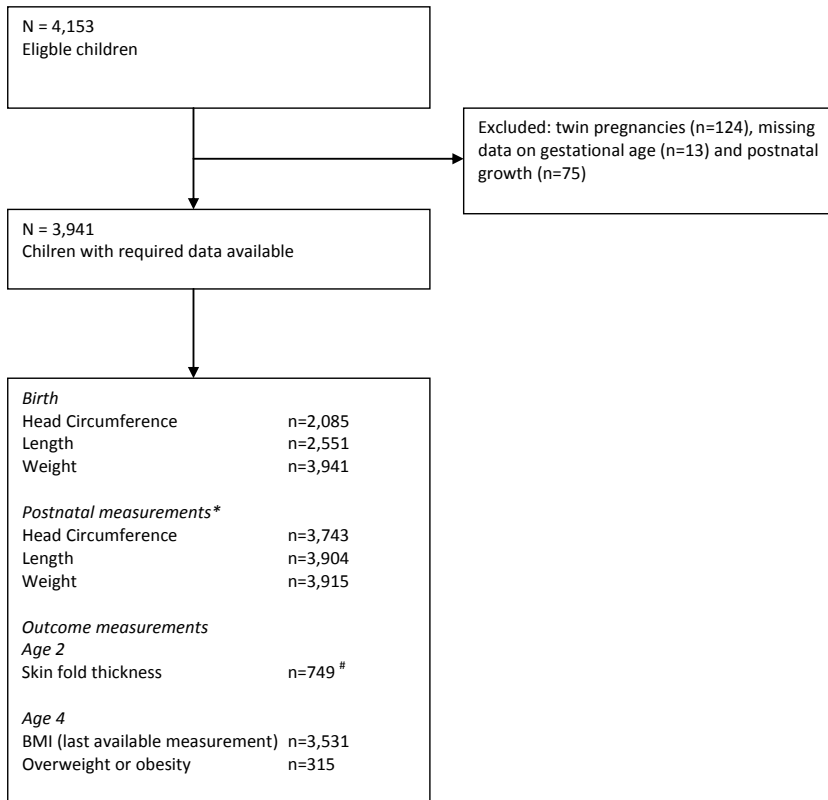 N = 4,153
Eligble children
Excluded: twin pregnancies (n=124), missing
data on gestational age (n=13) and postnatal
growth (n=75)
N = 3,941
Chilren with required data available
Birth
Head Circumference n=2,085
Length n=2,551
Weight n=3,941
Postnatal measurements*
Head Circumference n=3,743
Length n=3,904
Weight n=3,915
Outcome measurements
Age 2
Skin fold thickness n=749 #
Age 4
BMI (last available measurement) n=3,531
Overweight or obesity n=315